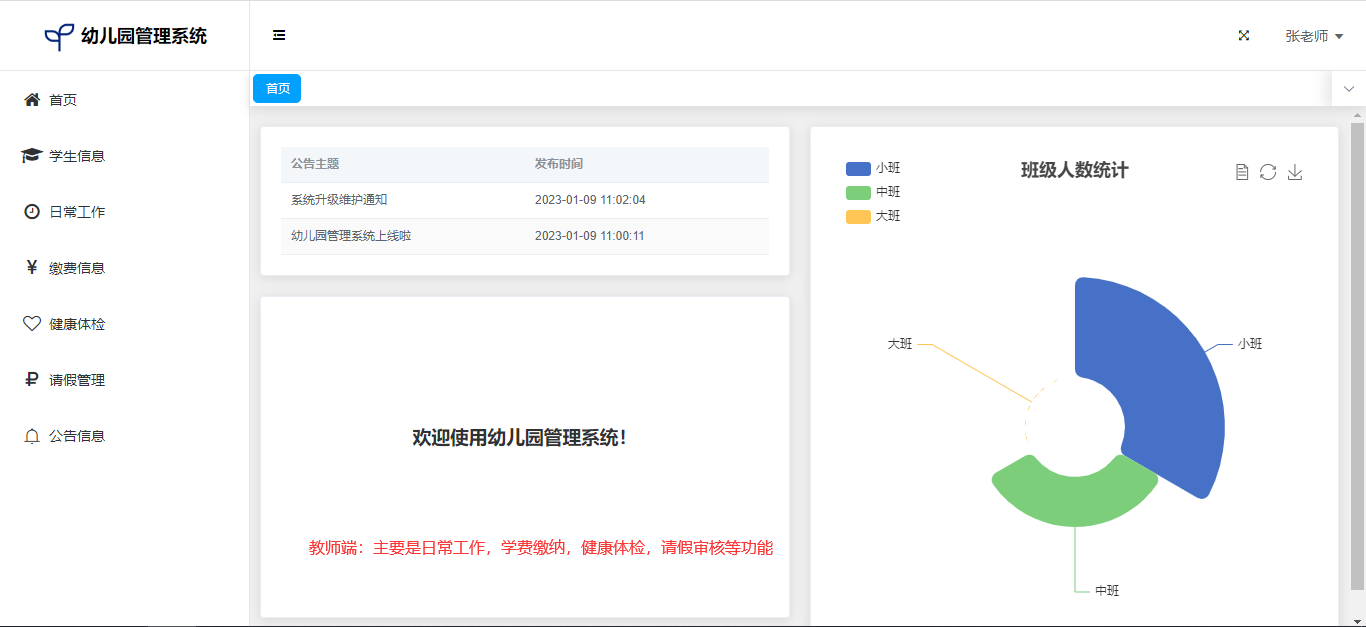 幼儿园管理系统
张老师
首页
学生信息
日常工作
缴费信息
健康体检
请假管理
公告信息
首页
公告主题 发布时间
系统升级维护通知 2023-01-09 11:02:04
幼儿园管理系统上线啦 2023-01-09 11:00:11
欢迎使用幼儿园管理系统！
教师端：主要是日常工作，学费缴纳，健康体检，请假审核等功能
班级人数统计
小班
中班
大班
大班
小班
中班